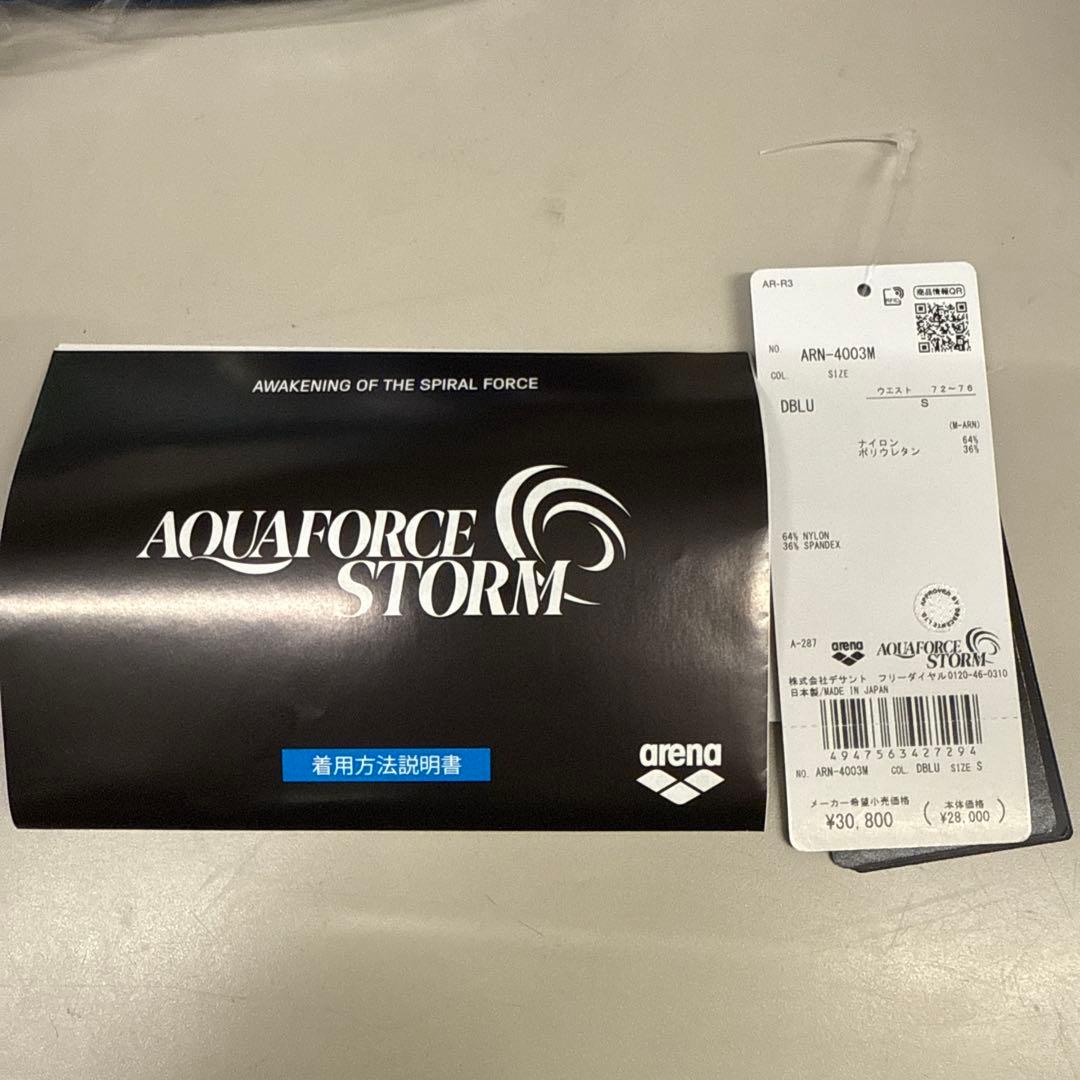 AWAKENING OF THE SPIRAL FORCE
AQUAFORCE
STORM
着用方法説明書
arena
AR-R3
RFID
商品情報QR
NO. ARN-4003M
COL. SIZE
ウエスト 72~76
DBLU S
(M-ARN)
ナイロン 64%
ポリウレタン 36%
64% NYLON
36% SPANDEX
APPROVED BY DESCENTE LTD.
A-287 arena AQUAFORCE
STORM
株式会社デサント フリーダイヤル0120-46-0310
日本製/MADE IN JAPAN
4947563427294
NO. ARN-4003M COL. DBLU SIZE S
メーカー希望小売価格
¥30,800
(本体価格
¥28,000)